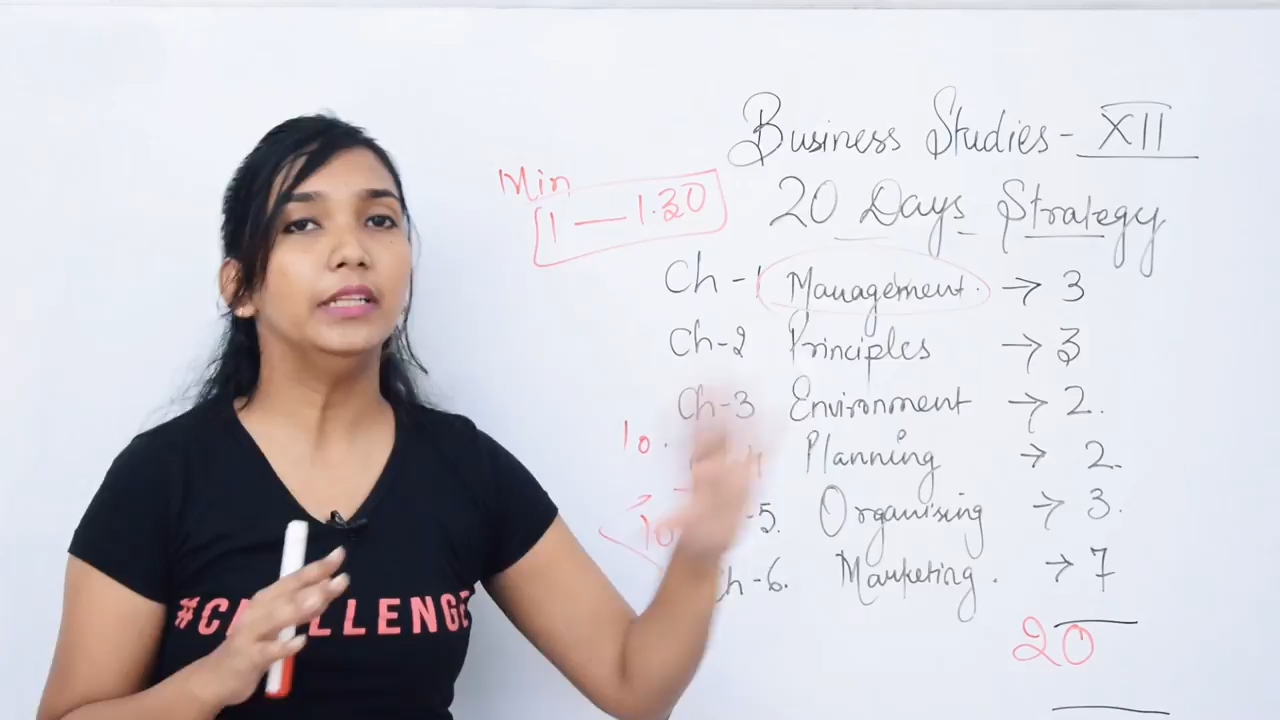 Business Studies - XII
20 Days Strategy
Min
1 — 1.30
Ch - 1 Management. → 3
Ch-2 Principles → 3
Ch-3 Environment → 2.
10.
Planning → 2.
-5. Organising → 3.
10
Ch-6. Marketing. → 7
20
#CHALLENGE